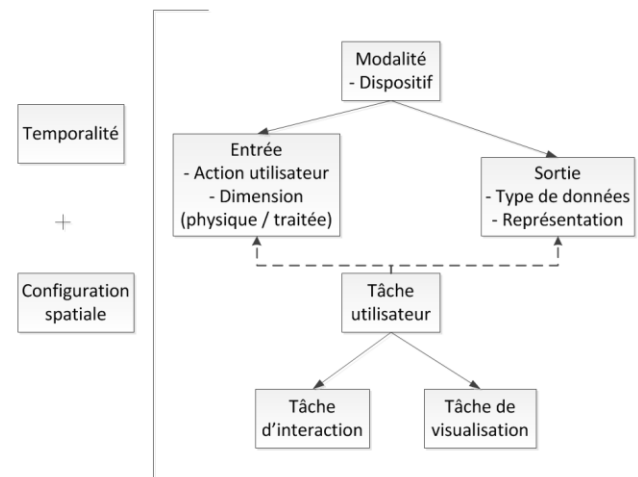 Temporalité
+
Configuration
spatiale
Modalité
- Dispositif
Entrée
- Action utilisateur
- Dimension
(physique / traitée)
Sortie
- Type de données
- Représentation
Tâche
utilisateur
Tâche
d'interaction
Tâche de
visualisation